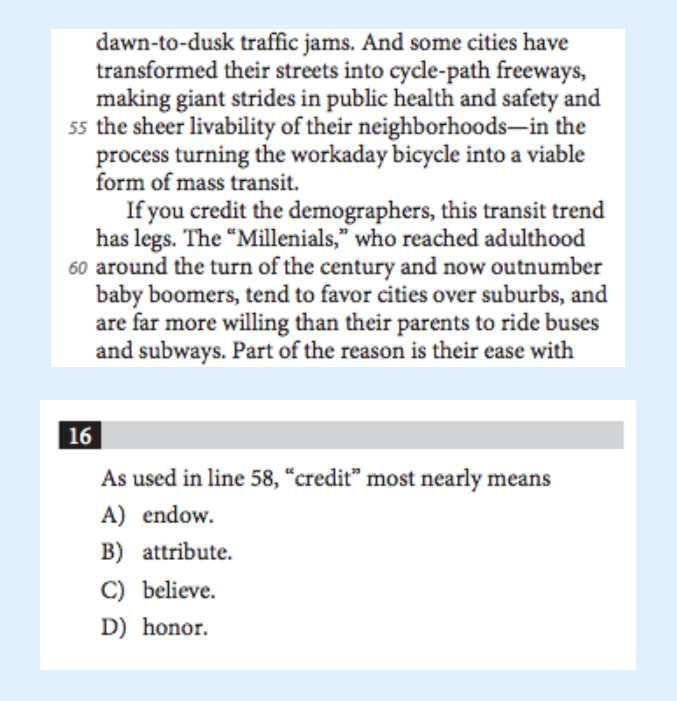 dawn-to-dusk traffic jams. And some cities have
transformed their streets into cycle-path freeways,
making giant strides in public health and safety and
55 the sheer livability of their neighborhoods—in the
process turning the workaday bicycle into a viable
form of mass transit.
If you credit the demographers, this transit trend
has legs. The “Millenials,” who reached adulthood
60 around the turn of the century and now outnumber
baby boomers, tend to favor cities over suburbs, and
are far more willing than their parents to ride buses
and subways. Part of the reason is their ease with
16
As used in line 58, “credit” most nearly means
A) endow.
B) attribute.
C) believe.
D) honor.